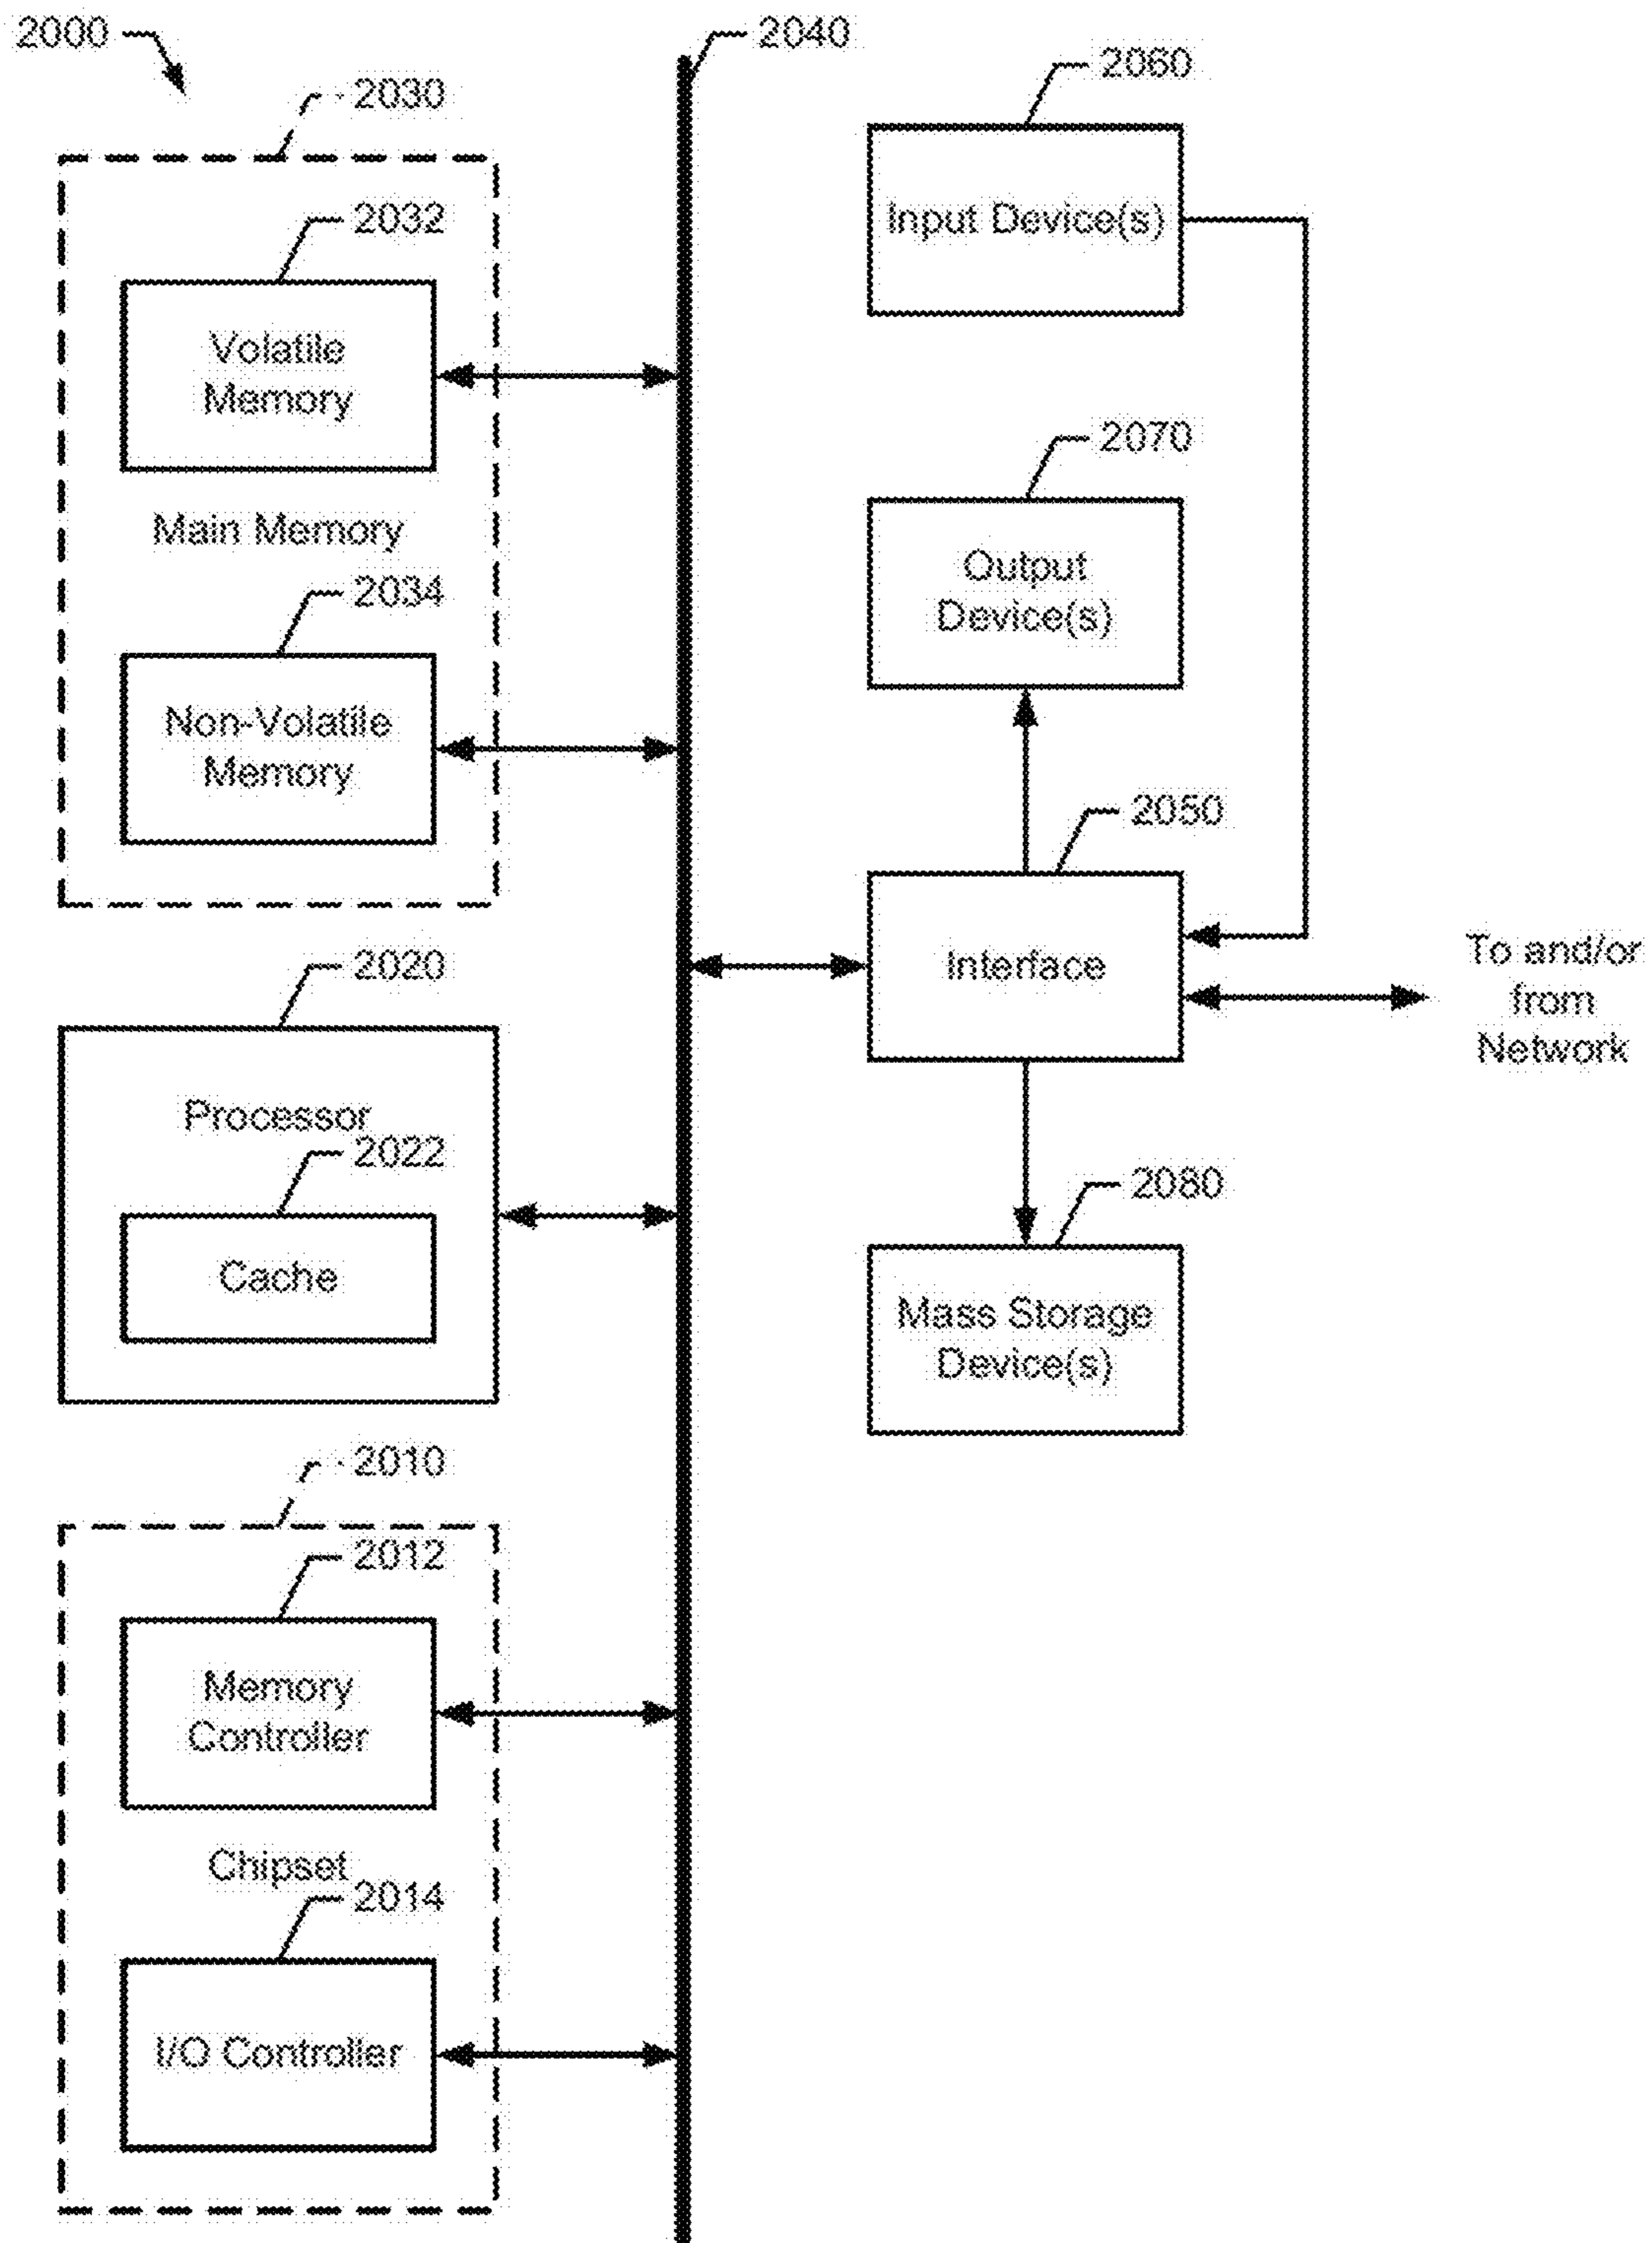 2000
2040
2030
2060
2032
Input Device(s)
Volatile
Memory
2070
Main Memory
Output
Device(s)
2034
Non-Volatile
Memory
2050
2020
Interface
To and/or
from
Network
Processor
2022
2080
Cache
Mass Storage
Device(s)
2010
2012
Memory
Controller
Chipset
2014
I/O Controller